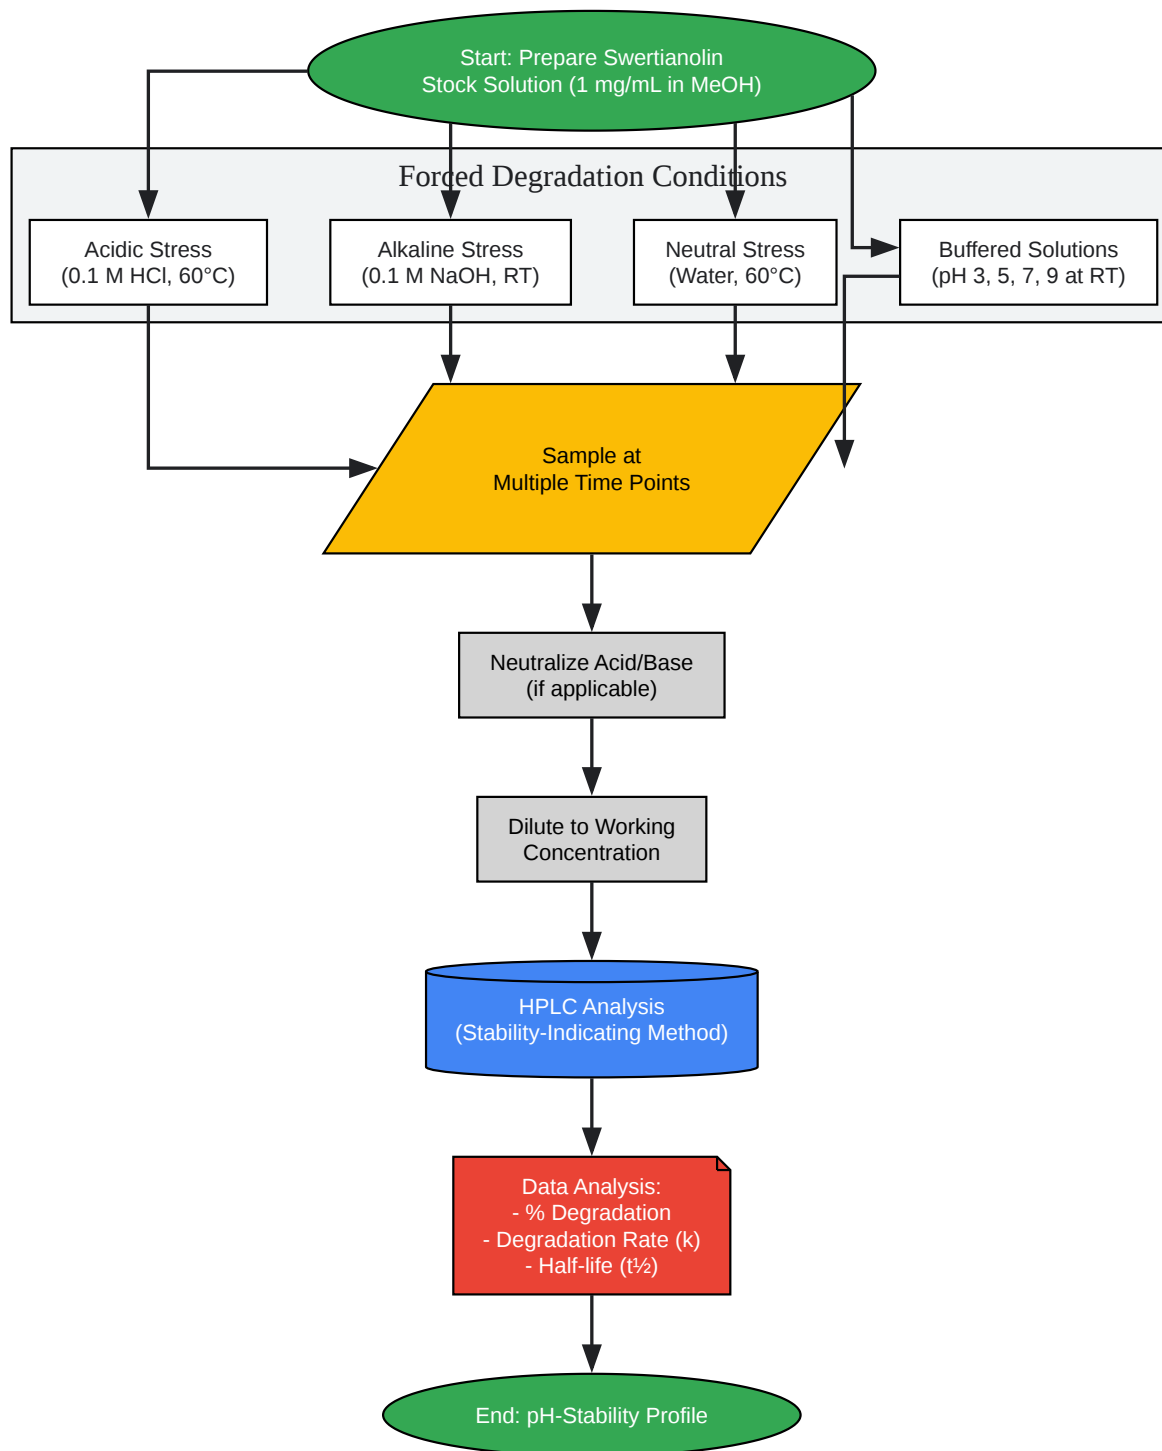 Start: Prepare Swertianolin
Stock Solution (1 mg/mL in MeOH)
Forced Degradation Conditions
Acidic Stress
(0.1 M HCl, 60°C)
Alkaline Stress
(0.1 M NaOH, RT)
Neutral Stress
(Water, 60°C)
Buffered Solutions
(pH 3, 5, 7, 9 at RT)
Sample at
Multiple Time Points
Neutralize Acid/Base
(if applicable)
Dilute to Working
Concentration
HPLC Analysis
(Stability-Indicating Method)
Data Analysis:
- % Degradation
- Degradation Rate (k)
- Half-life (t½)
End: pH-Stability Profile